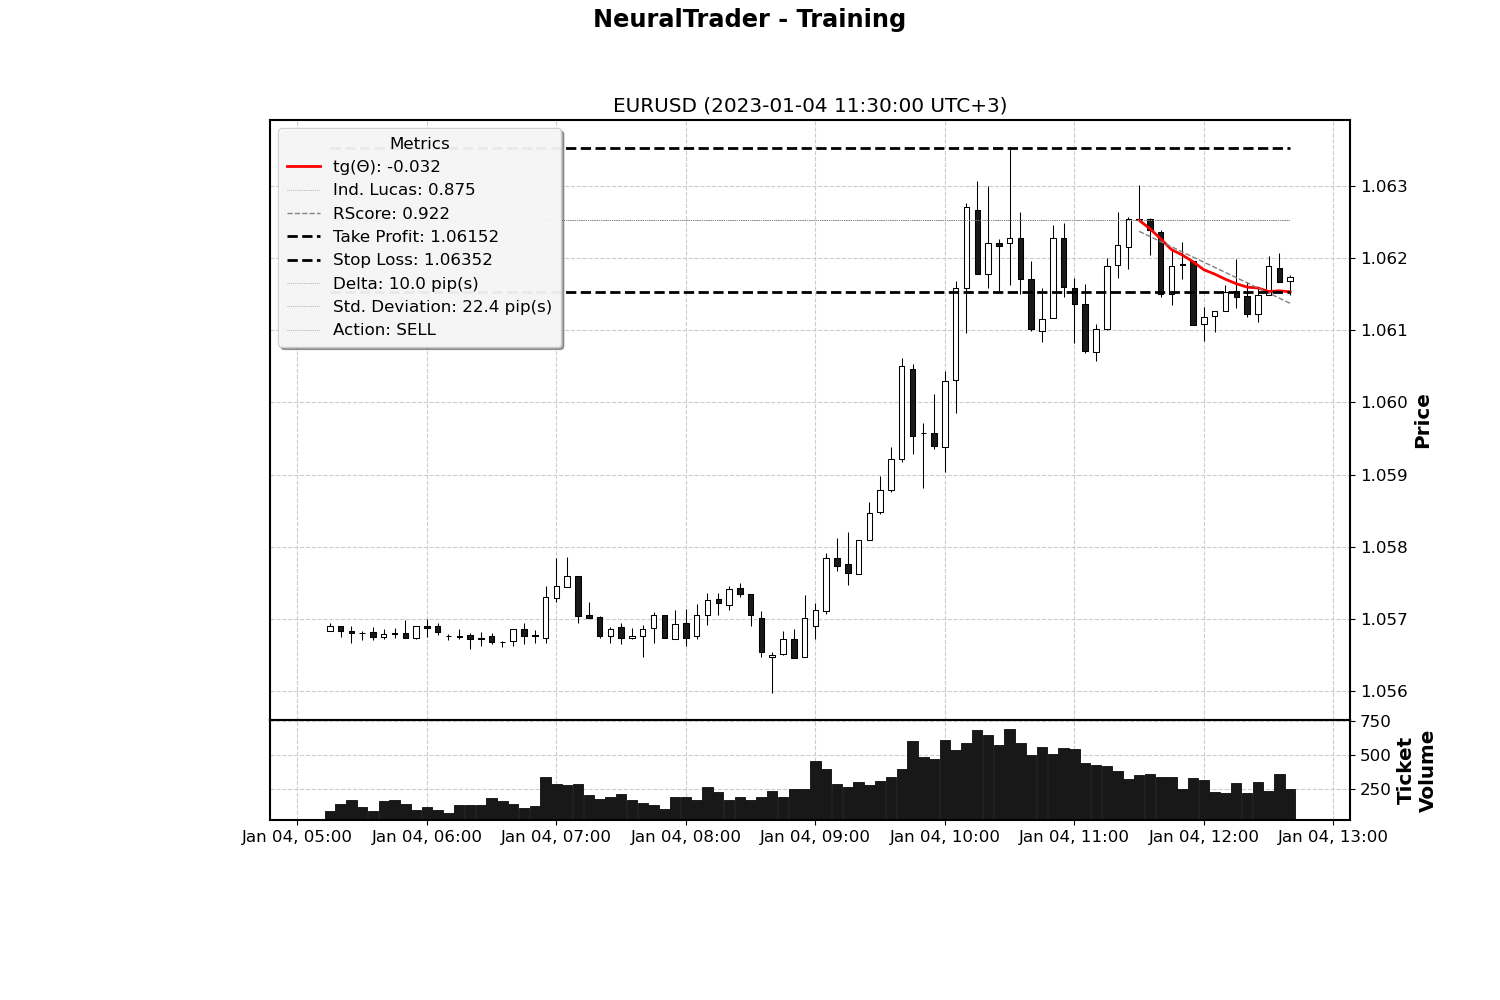 NeuralTrader - Training
EURUSD (2023-01-04 11:30:00 UTC+3)
Metrics
tg(Θ): -0.032
Ind. Lucas: 0.875
RScore: 0.922
Take Profit: 1.06152
Stop Loss: 1.06352
Delta: 10.0 pip(s)
Std. Deviation: 22.4 pip(s)
Action: SELL
1.063
1.062
1.061
1.060
1.059
1.058
1.057
1.056
Price
750
500
250
Ticket
Volume
Jan 04, 05:00
Jan 04, 06:00
Jan 04, 07:00
Jan 04, 08:00
Jan 04, 09:00
Jan 04, 10:00
Jan 04, 11:00
Jan 04, 12:00
Jan 04, 13:00